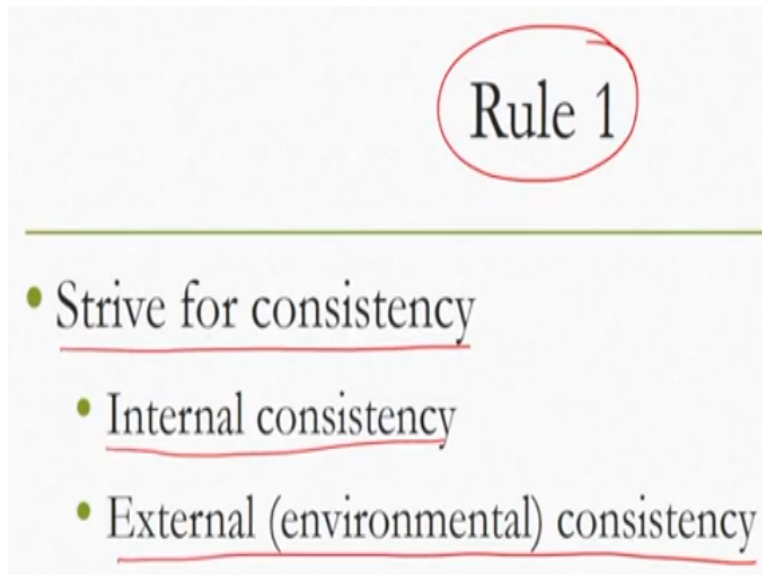 Rule 1
Strive for consistency
Internal consistency
External (environmental) consistency